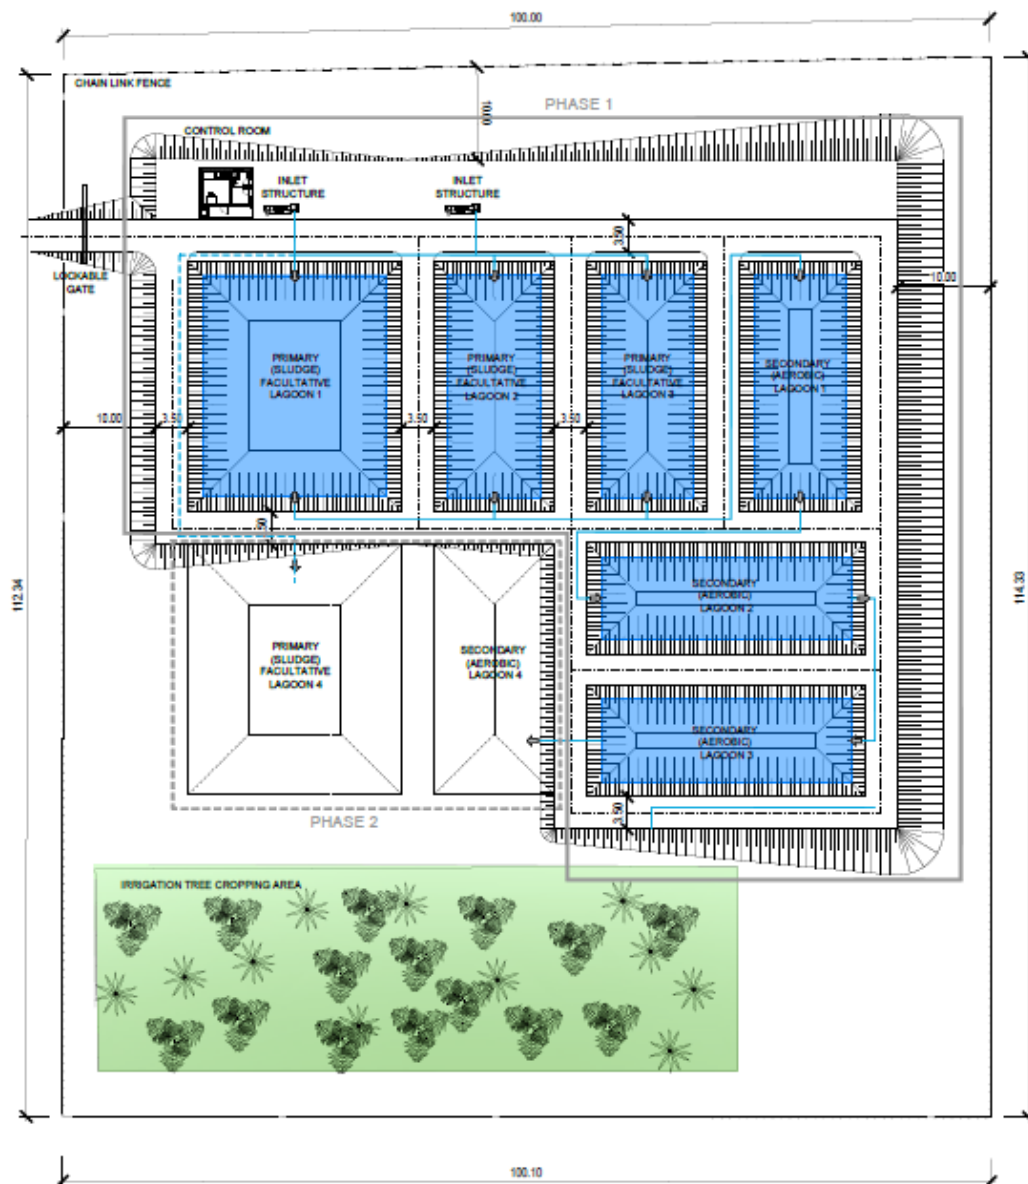 100.00
CHAIN LINK FENCE
PHASE 1
10.00
CONTROL ROOM
INLET
STRUCTURE
INLET
STRUCTURE
3.50
LOCKABLE
GATE
10.00
PRIMARY
(SLUDGE)
FACULTATIVE
LAGOON 1
PRIMARY
(SLUDGE)
FACULTATIVE
LAGOON 2
PRIMARY
(SLUDGE)
FACULTATIVE
LAGOON 3
SECONDARY
(AEROBIC)
LAGOON 1
10.00
3.50
3.50
3.50
3.50
112.34
114.33
SECONDARY
(AEROBIC)
LAGOON 2
PRIMARY
(SLUDGE)
FACULTATIVE
LAGOON 4
SECONDARY
(AEROBIC)
LAGOON 4
SECONDARY
(AEROBIC)
LAGOON 3
3.50
PHASE 2
IRRIGATION TREE CROPPING AREA
100.10